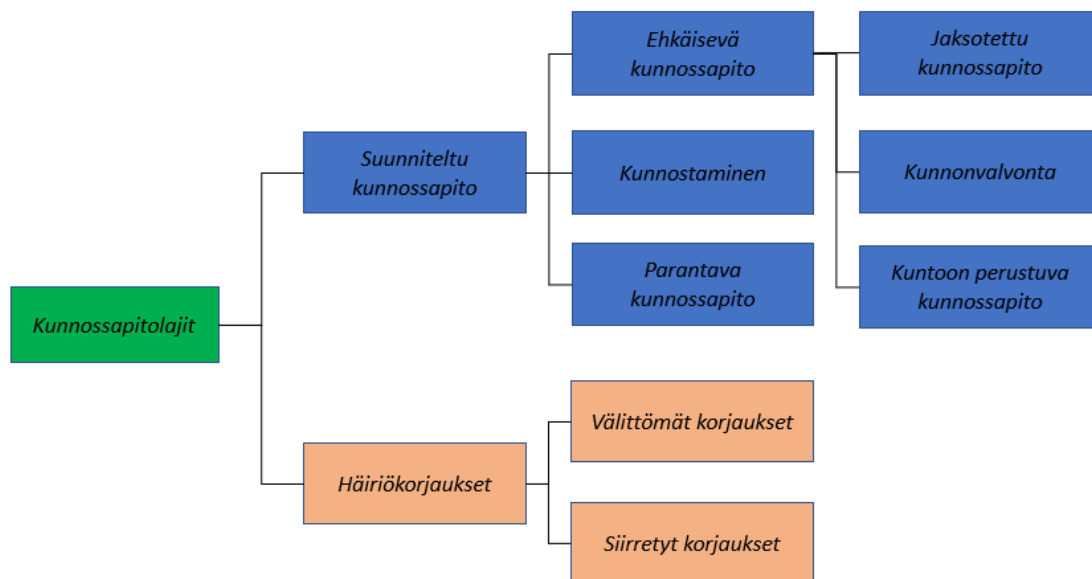 Ehkäisevä
kunnossapito
Jaksotettu
kunnossapito
Suunniteltu
kunnossapito
Kunnostaminen
Kunnonvalvonta
Parantava
kunnossapito
Kuntoon perustuva
kunnossapito
Kunnossapitolajit
Välittömät korjaukset
Häiriökorjaukset
Siirretyt korjaukset